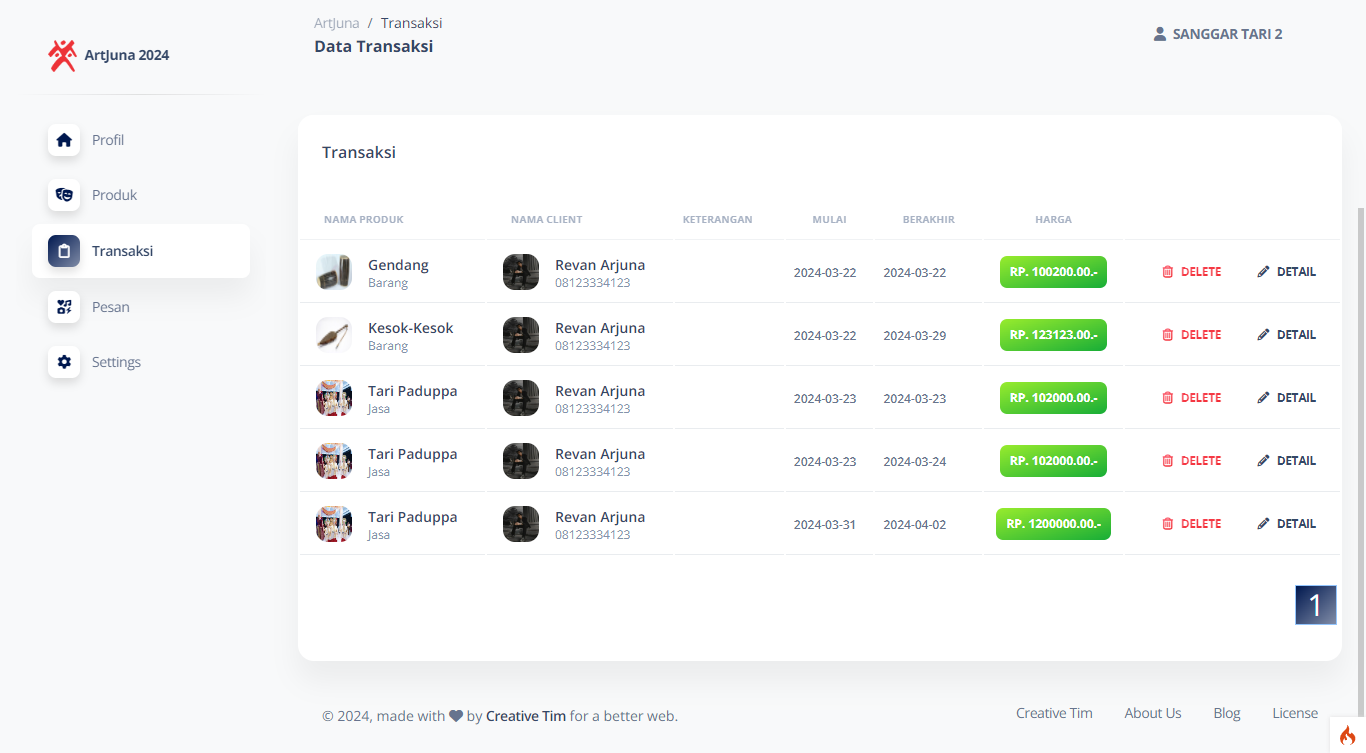 ArtJuna / Transaksi
Data Transaksi
SANGGAR TARI 2
ArtJuna 2024
Profil
Produk
Transaksi
Pesan
Settings
Transaksi
NAMA PRODUK NAMA CLIENT KETERANGAN MULAI BERAKHIR HARGA
Gendang Revan Arjuna
Barang 08123334123
2024-03-22 2024-03-22 RP. 100200.00.- DELETE DETAIL
Kesok-Kesok Revan Arjuna
Barang 08123334123
2024-03-22 2024-03-29 RP. 123123.00.- DELETE DETAIL
Tari Paduppa Revan Arjuna
Jasa 08123334123
2024-03-23 2024-03-23 RP. 102000.00.- DELETE DETAIL
Tari Paduppa Revan Arjuna
Jasa 08123334123
2024-03-23 2024-03-24 RP. 102000.00.- DELETE DETAIL
Tari Paduppa Revan Arjuna
Jasa 08123334123
2024-03-31 2024-04-02 RP. 1200000.00.- DELETE DETAIL
1
© 2024, made with by Creative Tim for a better web.
Creative Tim About Us Blog License